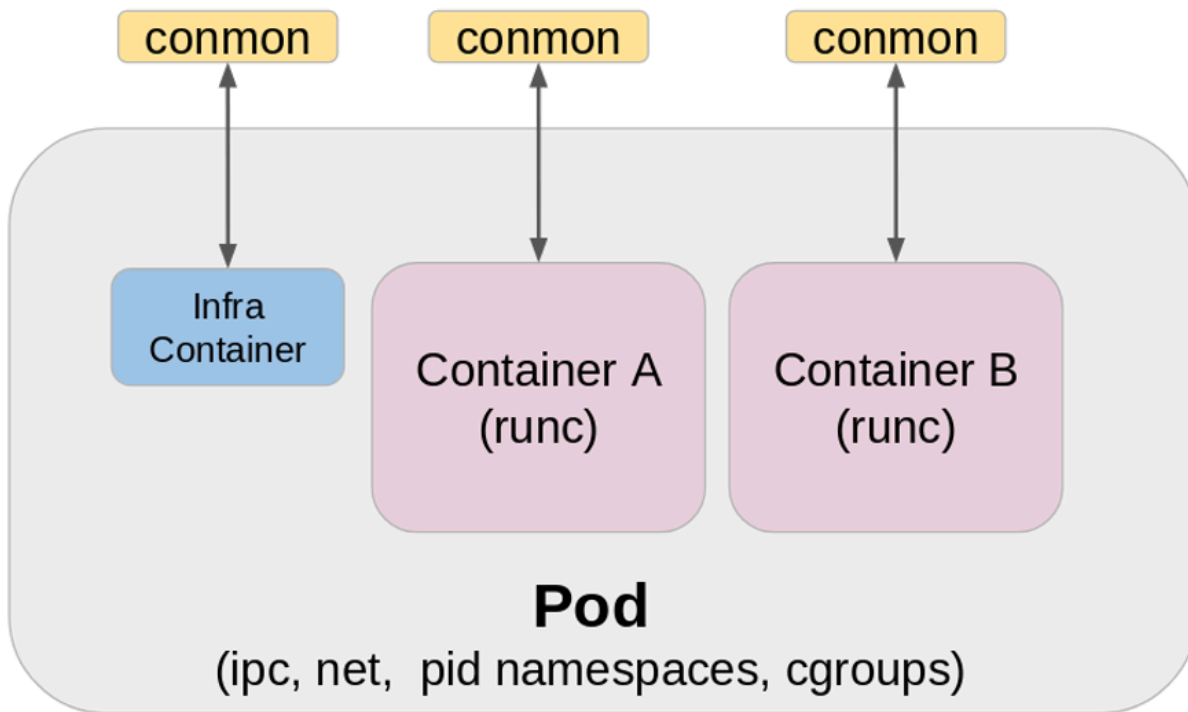 conmon conmon conmon
Infra
Container
Container A
(runc)
Container B
(runc)
Pod
(ipc, net, pid namespaces, cgroups)